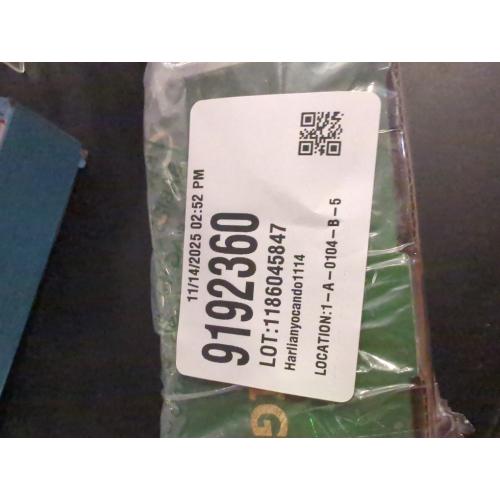 11/14/2025 02:52 PM
9192360
LOT:1186045847
Harlianyocando1114
LOCATION:1-A-0104-B-5
G